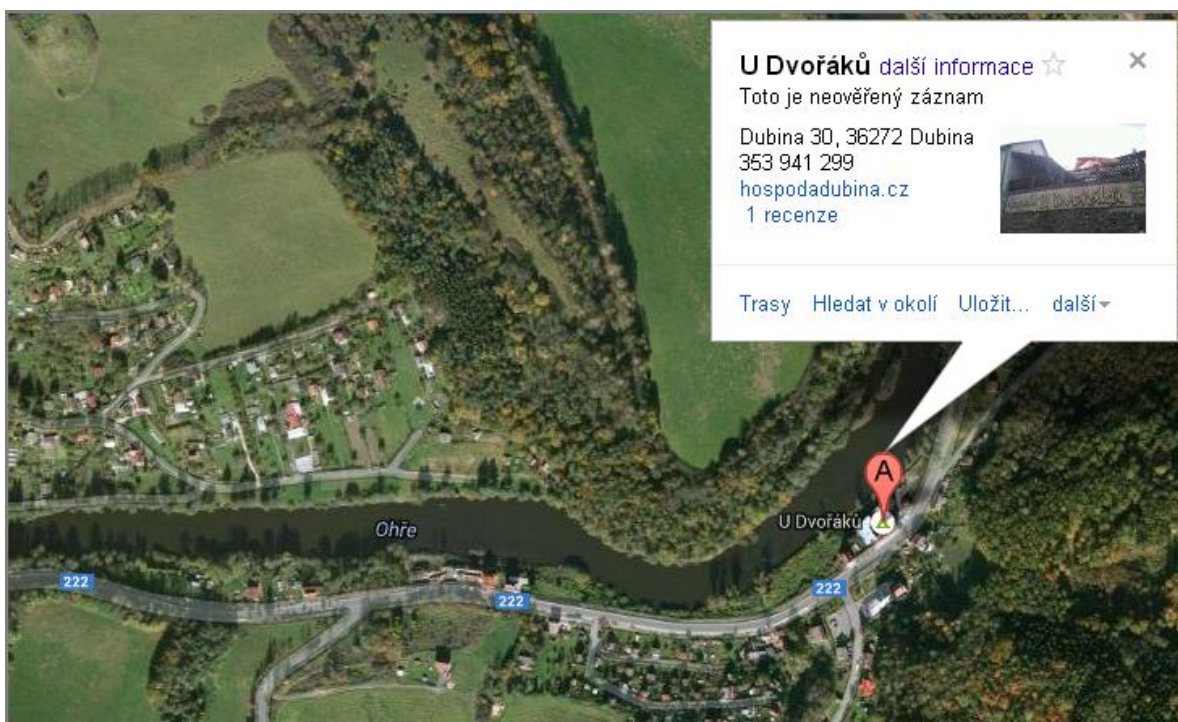 U Dvořáků další informace
Toto je neověřený záznam
Dubina 30, 36272 Dubina
353 941 299
hospodadubina.cz
1 recenze
U Dvořáků
Trasy Hledat v okolí Uložit... další
A
U Dvořáků
Ohře
222
222
222